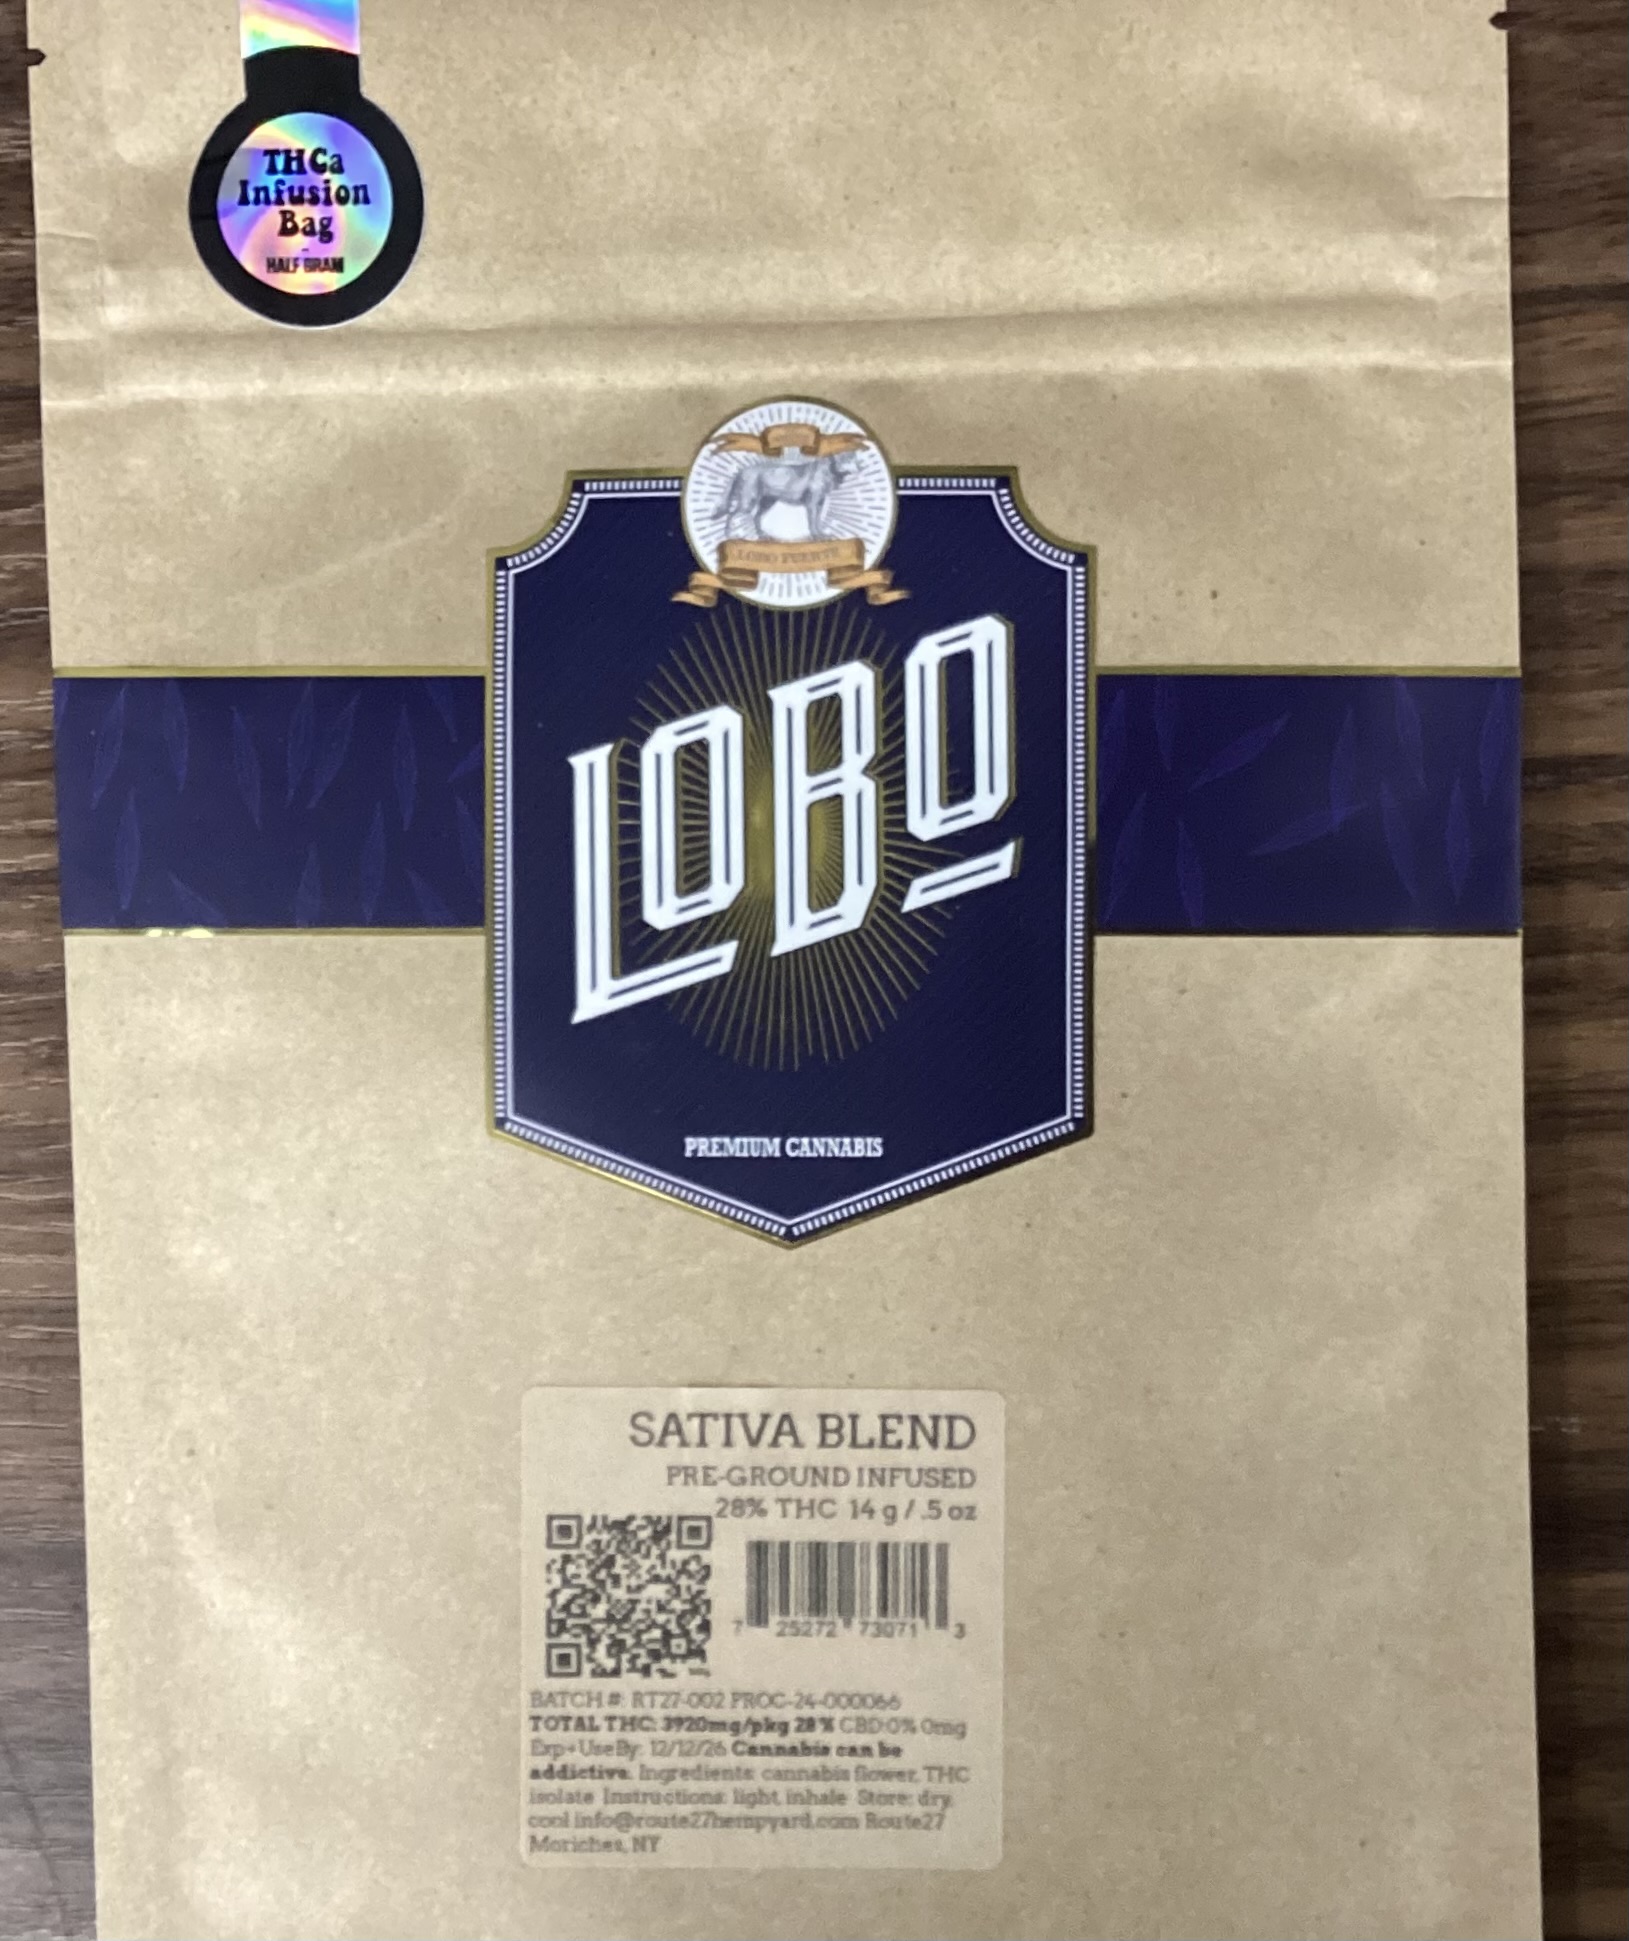 THCa
Infusion
Bag
-
HALF GRAM
LOBO FUERTE
LOBO
PREMIUM CANNABIS
SATIVA BLEND
PRE-GROUND INFUSED
28% THC 14 g / .5 oz
7 25272 73071 3
BATCH #: RT27-002 PROC-24-000066
TOTAL THC: 3920mg/pkg 28% CBD:0% 0mg
Exp+UseBy: 12/12/26 Cannabis can be
addictive. Ingredients: cannabis flower, THC
isolate Instructions: light, inhale Store: dry,
cool info@route27hempyard.com Route27
Moriches, NY